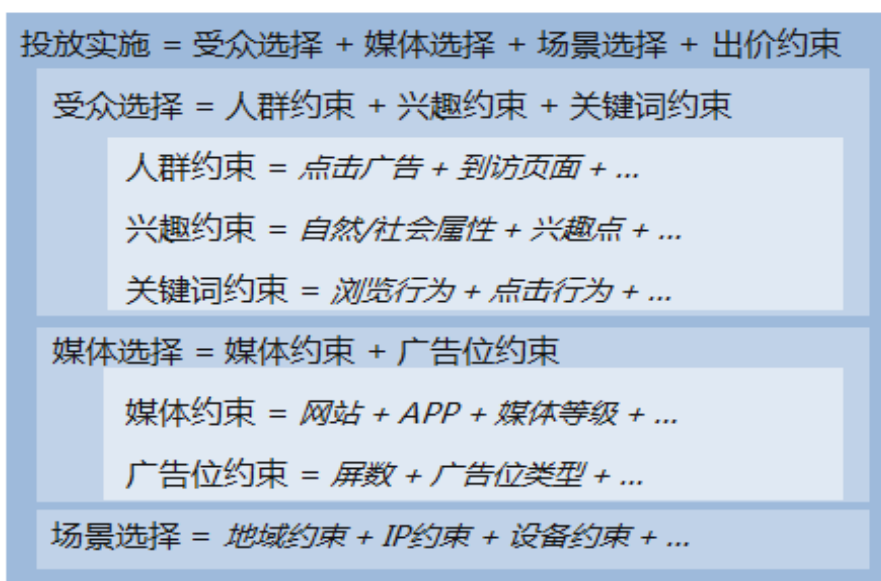 投放实施 = 受众选择 + 媒体选择 + 场景选择 + 出价约束
受众选择 = 人群约束 + 兴趣约束 + 关键词约束
人群约束 = 点击广告 + 到访页面 + ...
兴趣约束 = 自然/社会属性 + 兴趣点 + ...
关键词约束 = 浏览行为 + 点击行为 + ...
媒体选择 = 媒体约束 + 广告位约束
媒体约束 = 网站 + APP + 媒体等级 + ...
广告位约束 = 屏数 + 广告位类型 + ...
场景选择 = 地域约束 + IP约束 + 设备约束 + ...